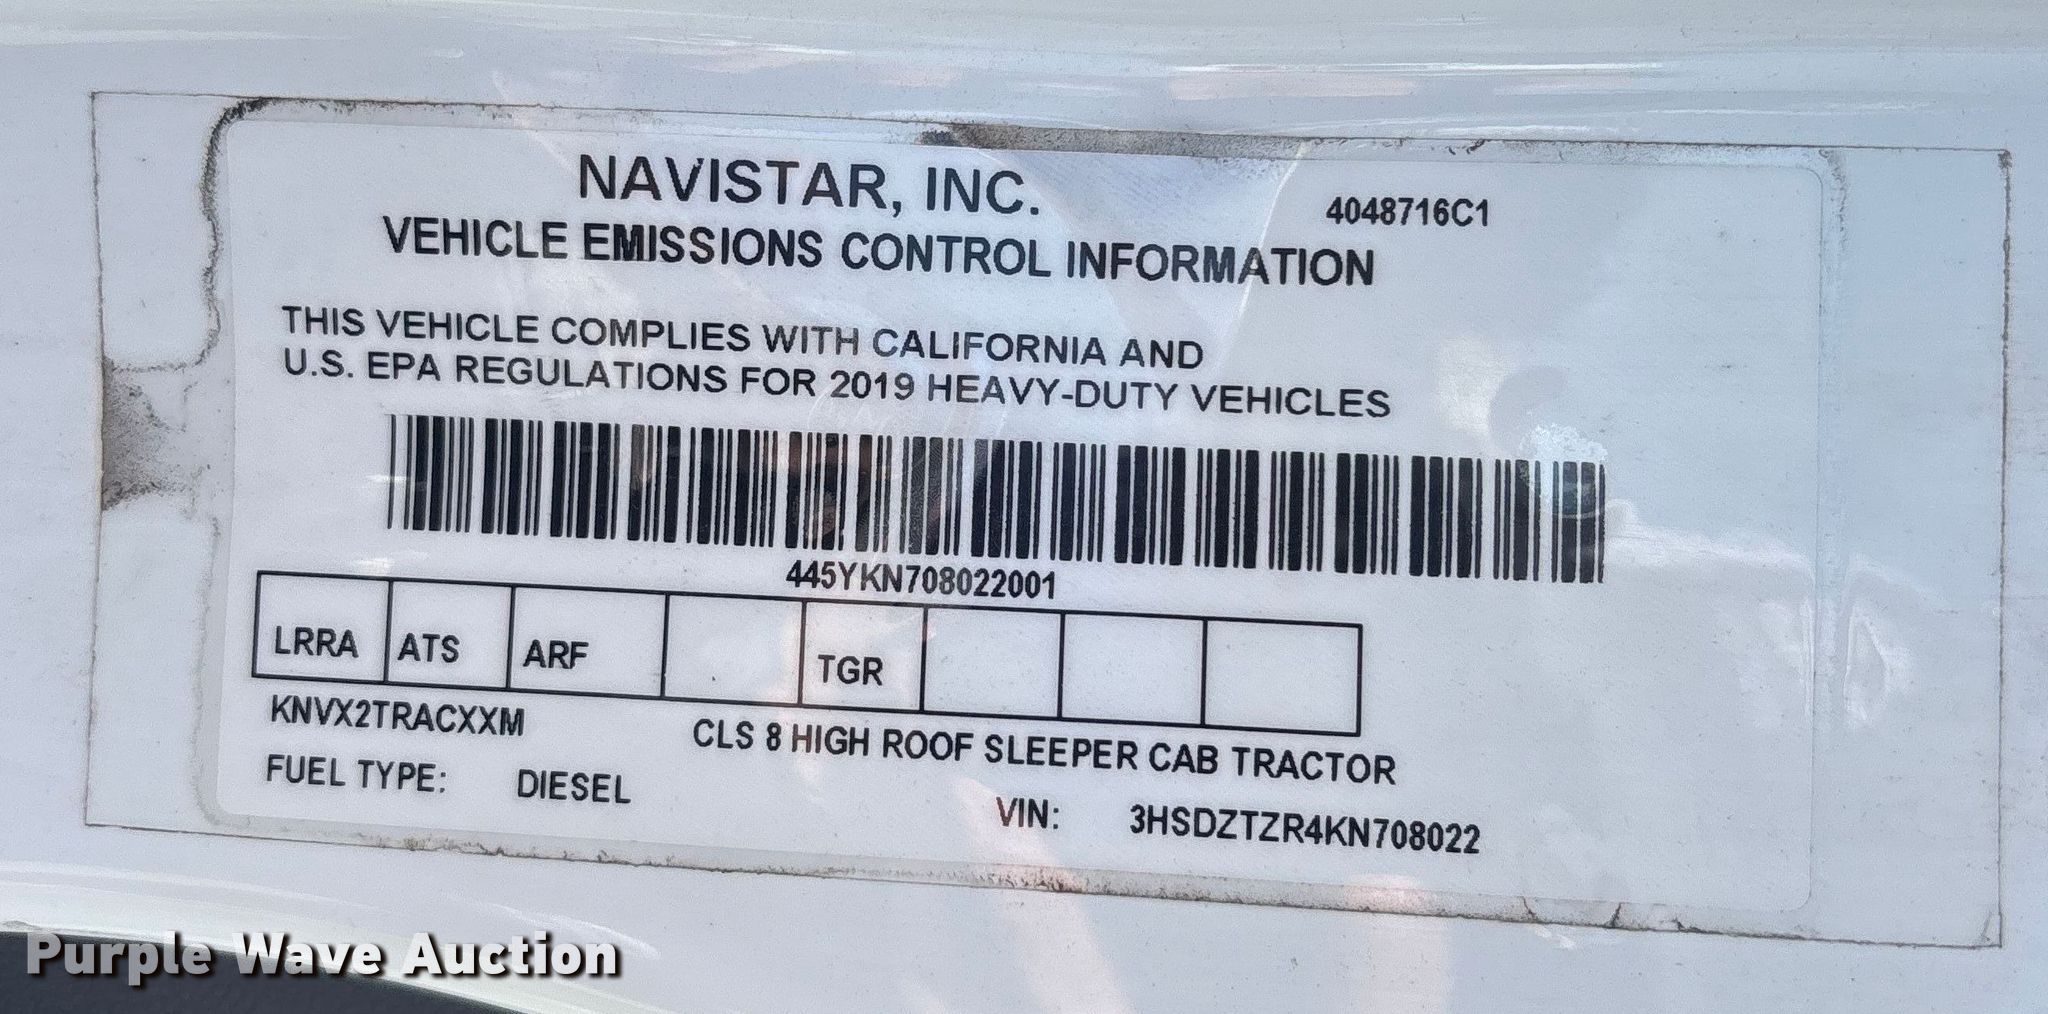 NAVISTAR, INC.
4048716C1
VEHICLE EMISSIONS CONTROL INFORMATION
THIS VEHICLE COMPLIES WITH CALIFORNIA AND
U.S. EPA REGULATIONS FOR 2019 HEAVY-DUTY VEHICLES
445YKN708022001
LRRA ATS ARF TGR
KNVX2TRACXXM
CLS 8 HIGH ROOF SLEEPER CAB TRACTOR
FUEL TYPE: DIESEL
VIN: 3HSDZTZR4KN708022
Purple Wave Auction